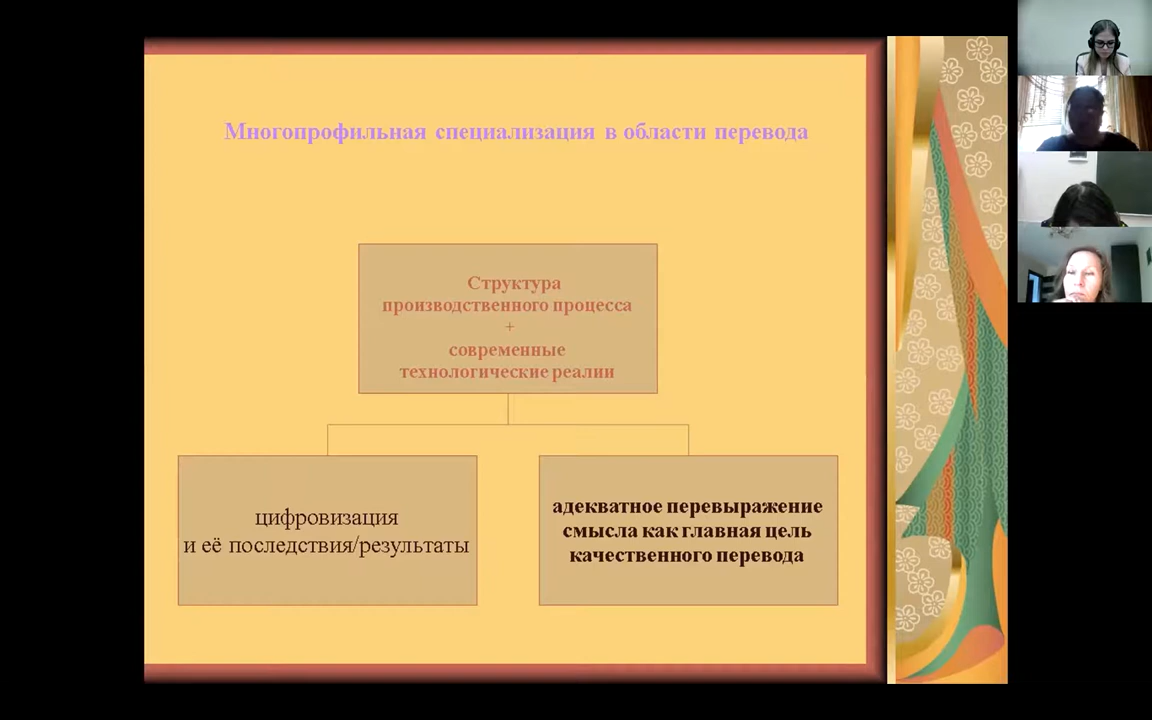 Многопрофильная специализация в области перевода
Структура
производственного процесса
+
современные
технологические реалии
цифровизация
и её последствия/результаты
адекватное перевыражение
смысла как главная цель
качественного перевода